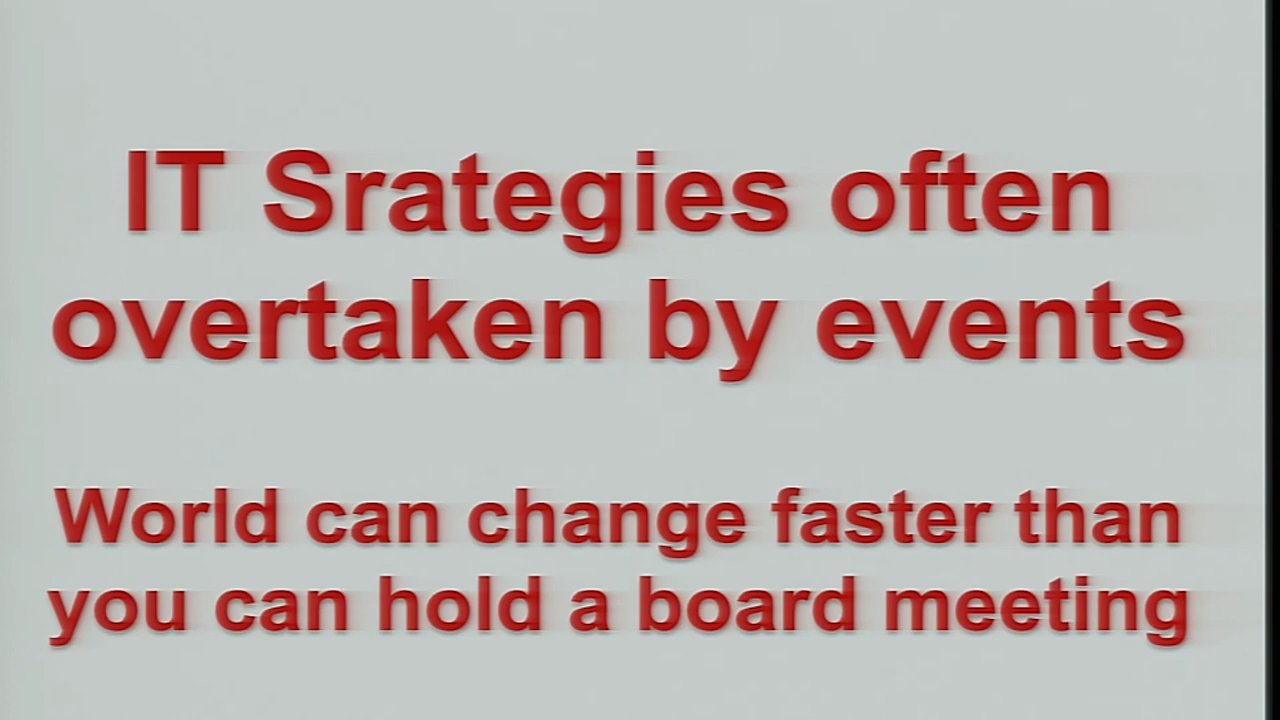 IT Srategies often
overtaken by events
World can change faster than
you can hold a board meeting